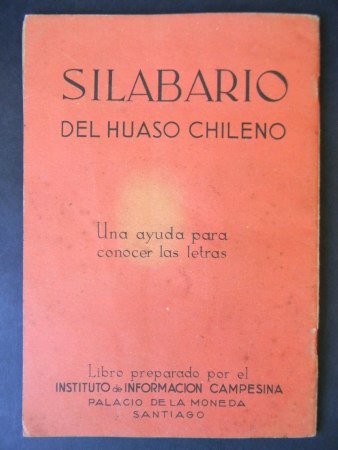 SILABARIO
DEL HUASO CHILENO
Una ayuda para
conocer las letras
Libro preparado por el
INSTITUTO de INFORMACION CAMPESINA
PALACIO DE LA MONEDA
SANTIAGO